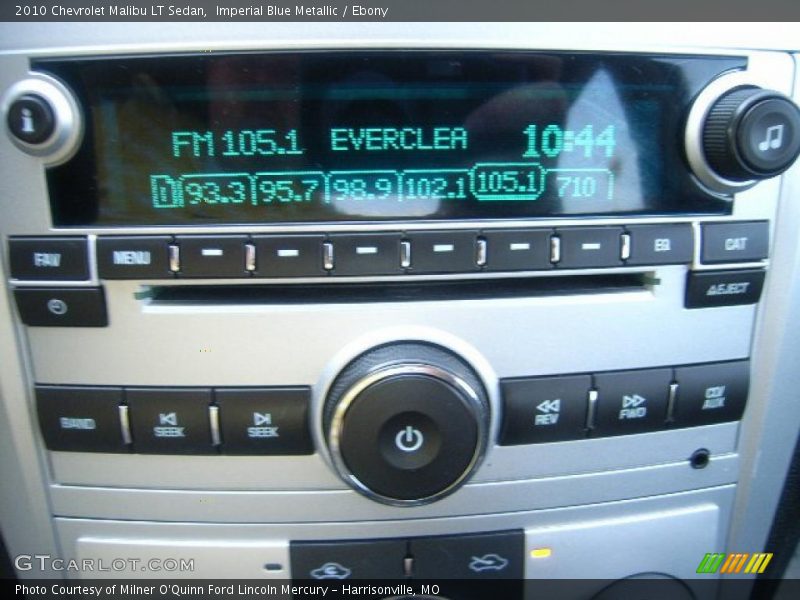 2010 Chevrolet Malibu LT Sedan,  Imperial Blue Metallic / Ebony
i
FM 105.1 EVERCLEA 10:44
1 93.3 95.7 98.9 102.1 105.1 710
FAV MENU EQ CAT
EJECT
BAND SEEK SEEK REV FWD CD/ AUX
GTCARLOT.COM
Photo Courtesy of Milner O'Quinn Ford Lincoln Mercury - Harrisonville, MO